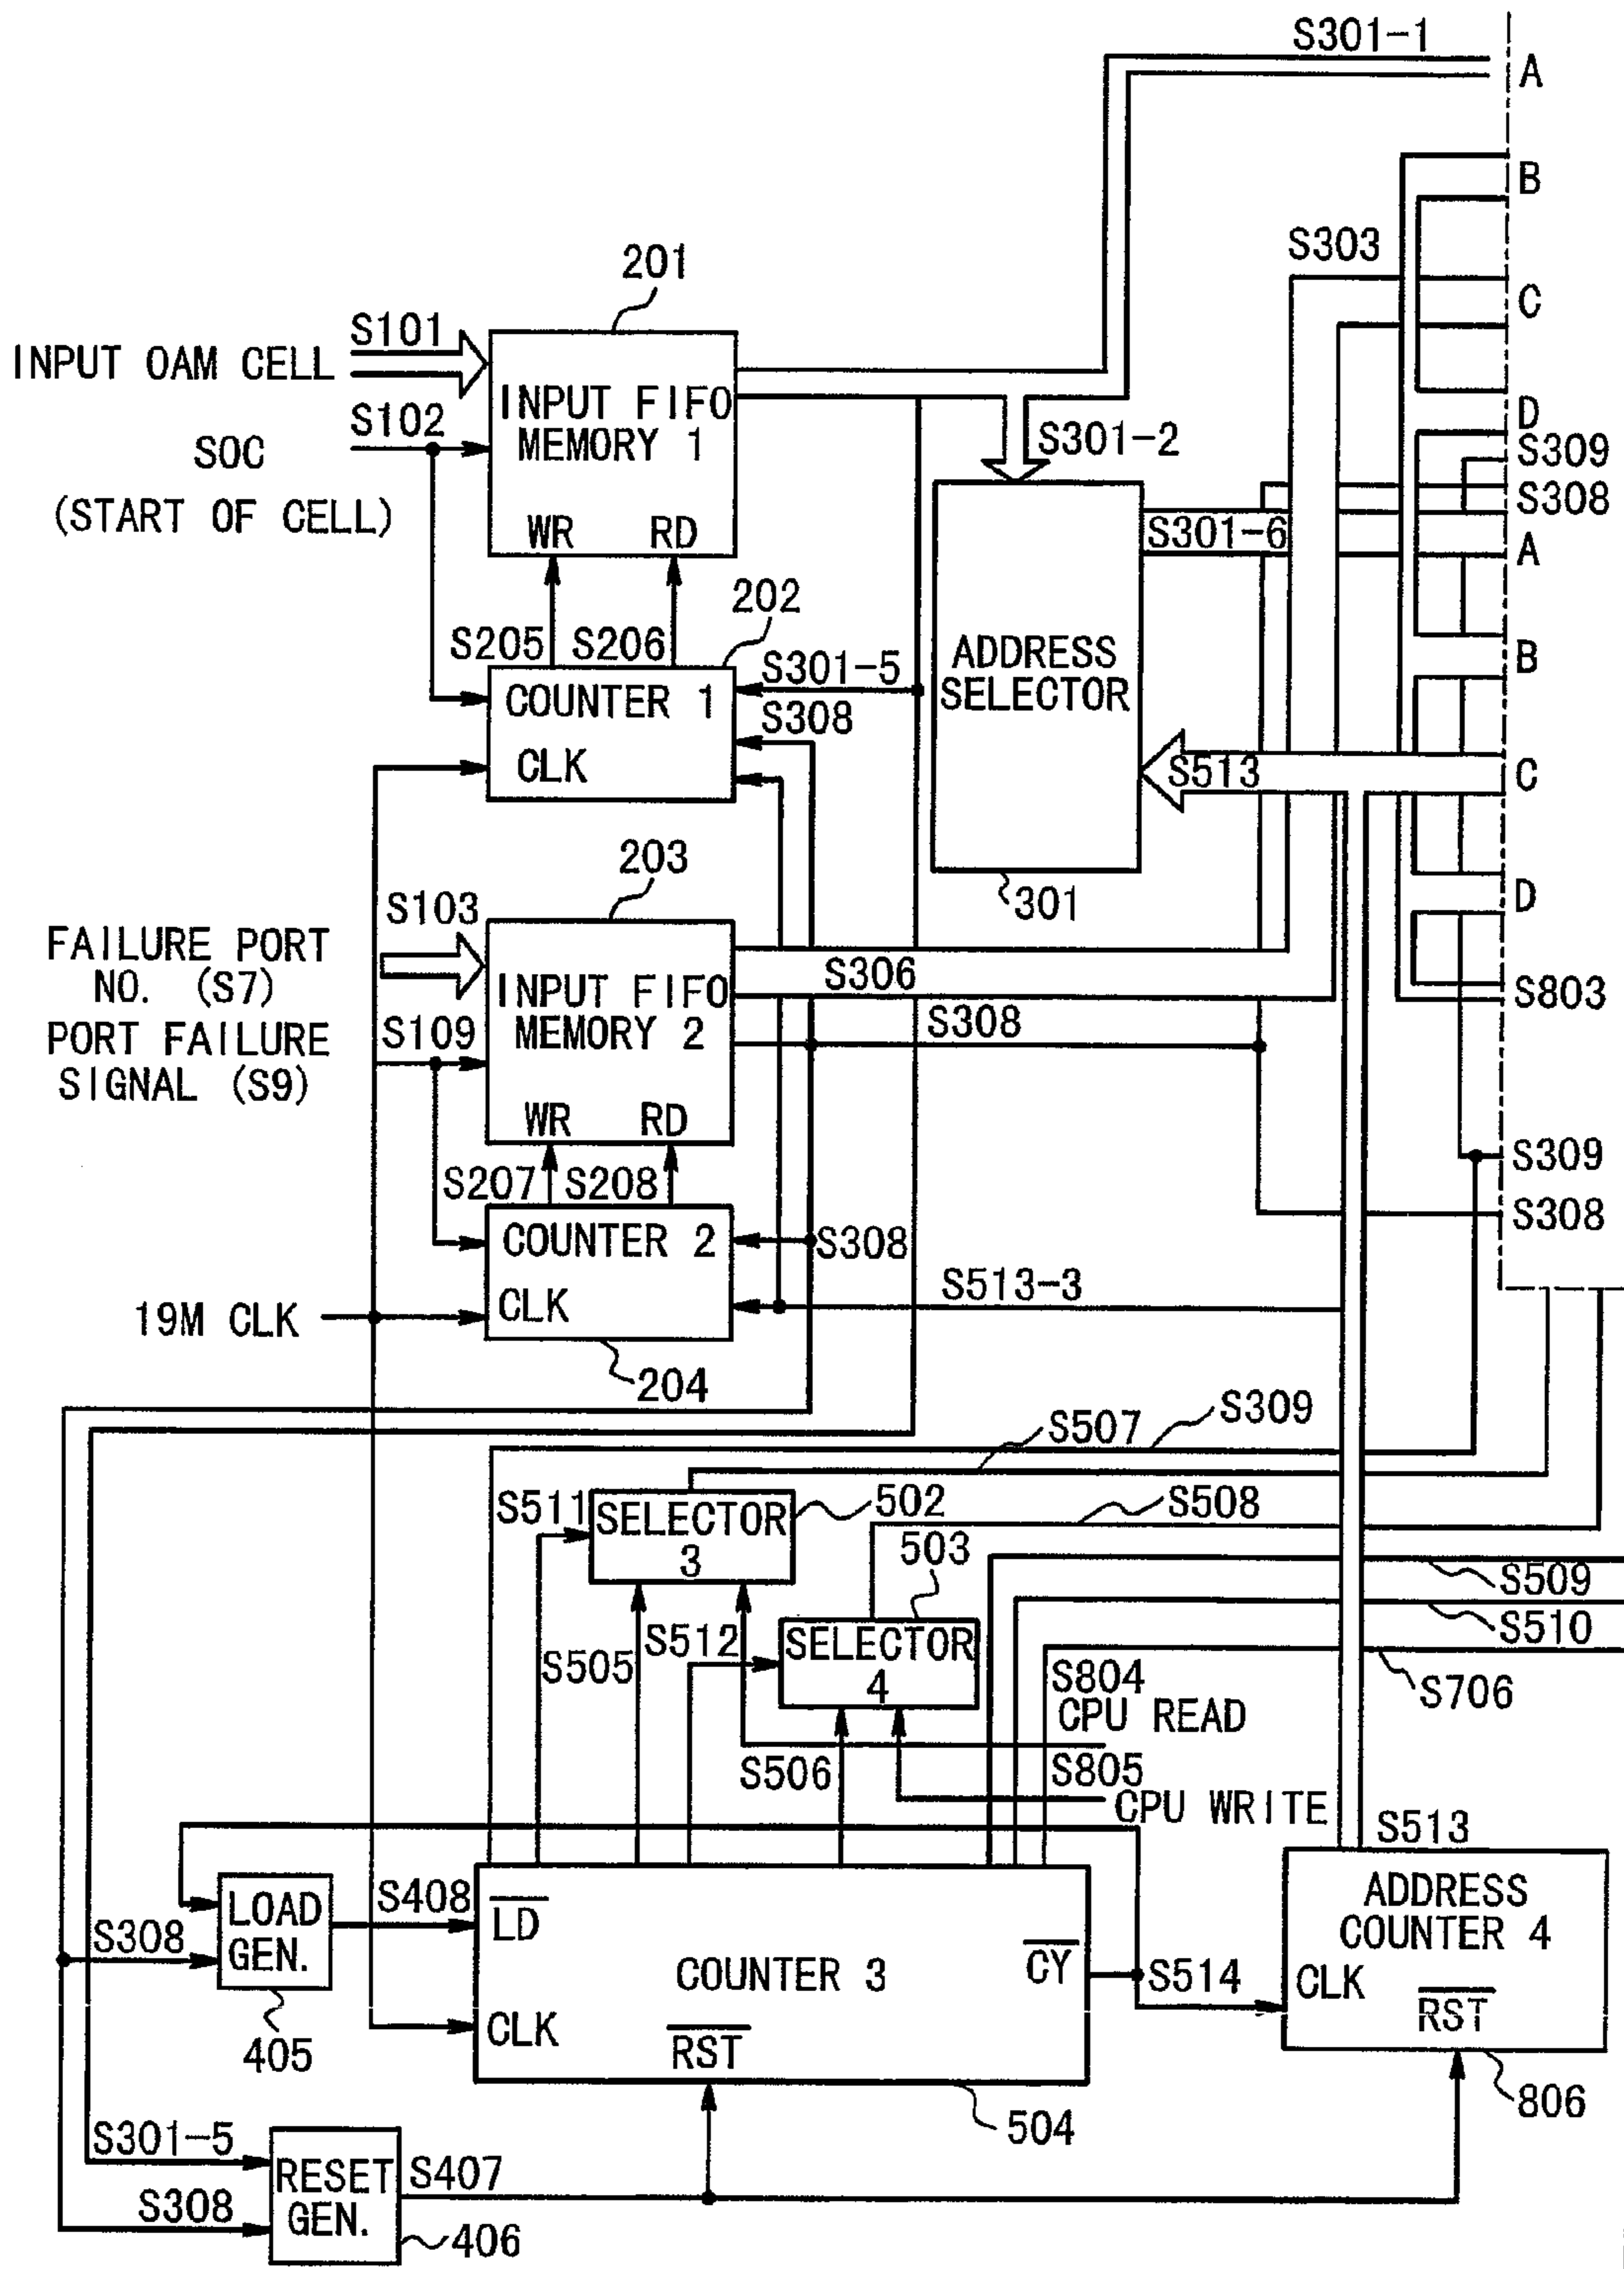 S301-1
A
B
S303
C
201
S101
INPUT OAM CELL
INPUT FIFO
MEMORY 1
S102
SOC
(START OF CELL)
WR RD
S301-2
D
S309
S308
S301-6
A
202
S205 S206
S301-5
COUNTER 1
S308
CLK
ADDRESS
SELECTOR
B
S513
C
203
S103
301
D
FAILURE PORT
NO. (S7)
INPUT FIFO
MEMORY 2
S306
S803
PORT FAILURE
SIGNAL (S9)
S109
S308
WR RD
S207 S208
S309
S308
COUNTER 2
S308
CLK
S513-3
19M CLK
204
S309
S507
S511
SELECTOR
3
502
S508
503
S509
S510
S505
S512
SELECTOR
4
S804
CPU READ
S706
S506
S805
CPU WRITE
S513
LOAD
GEN.
S408
S308
LD
COUNTER 3
CY
S514
ADDRESS
COUNTER 4
CLK
RST
405
CLK
RST
806
504
S301-5
S308
RESET
GEN.
S407
406